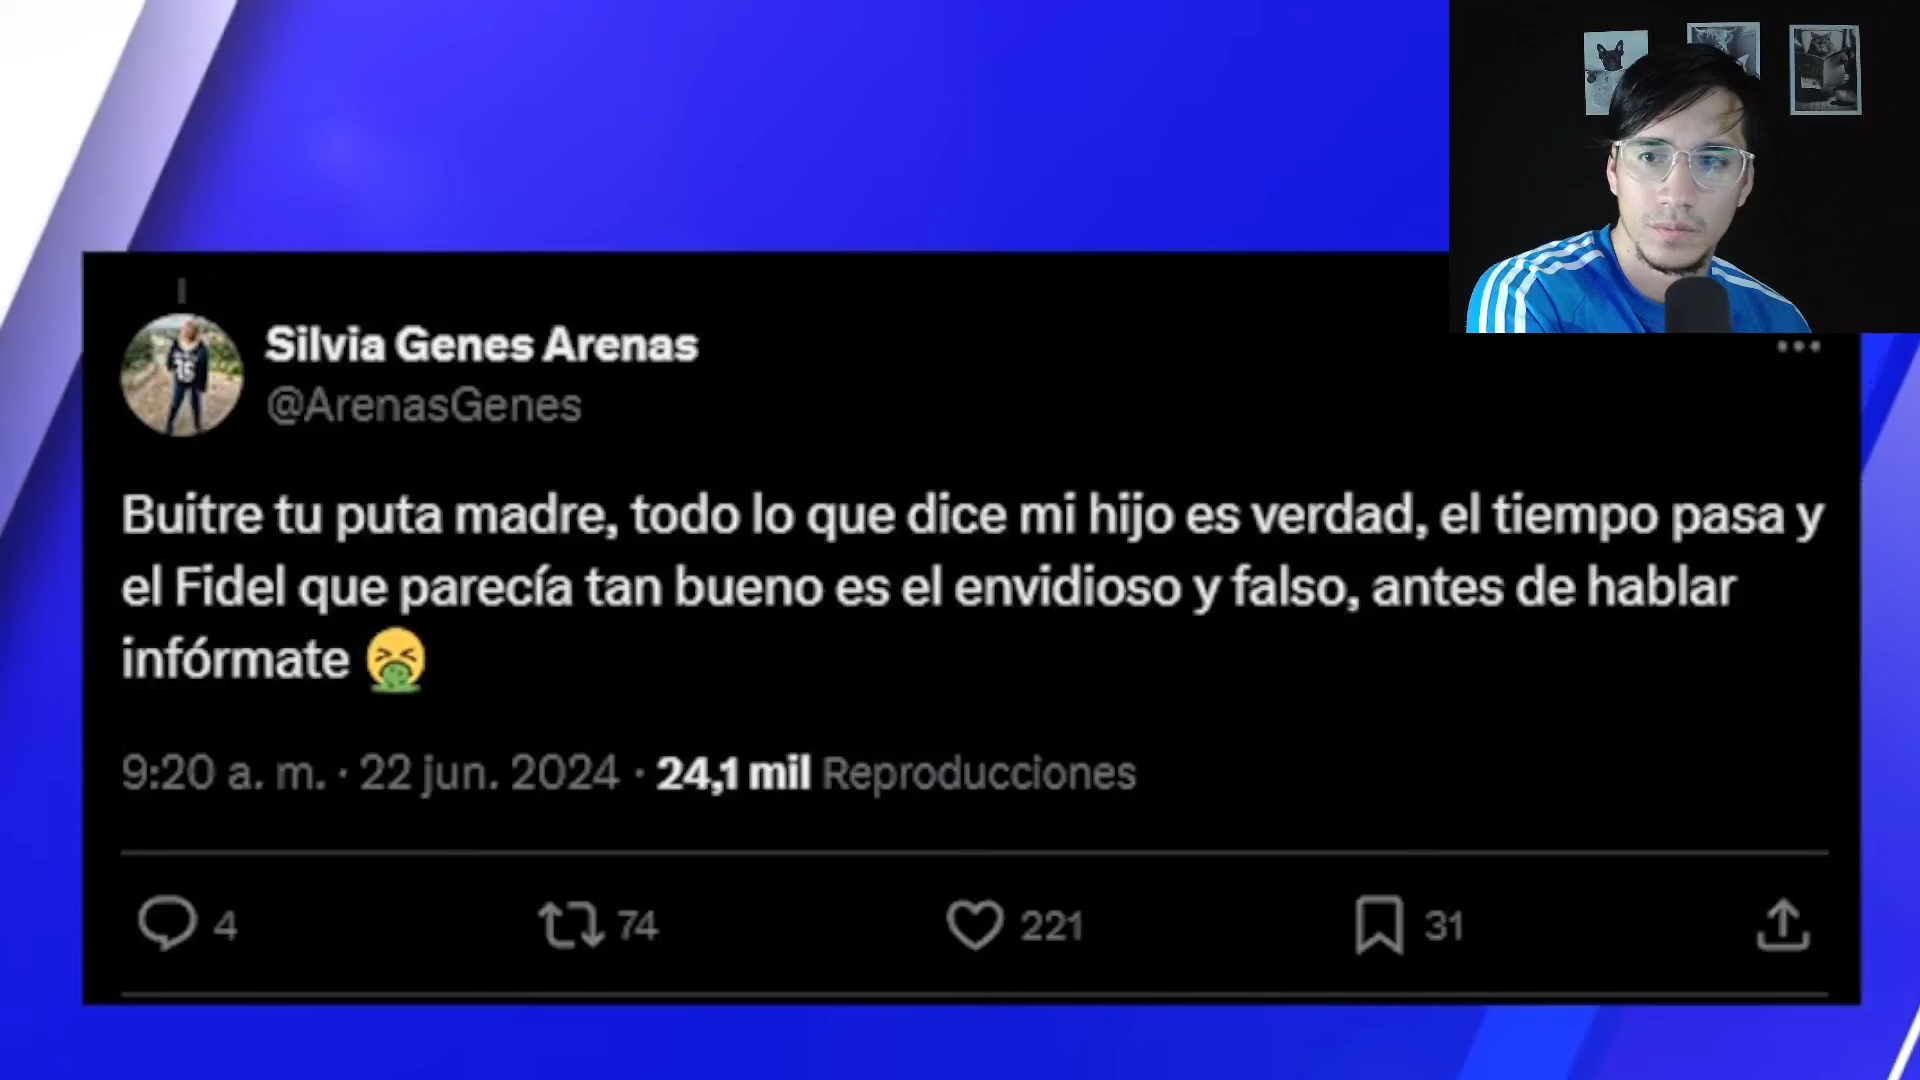 Silvia Genes Arenas
@ArenasGenes
Buitre tu puta madre, todo lo que dice mi hijo es verdad, el tiempo pasa y
el Fidel que parecía tan bueno es el envidioso y falso, antes de hablar
infórmate 🤮
9:20 a. m. · 22 jun. 2024 · 24,1 mil Reproducciones
4 74 221 31